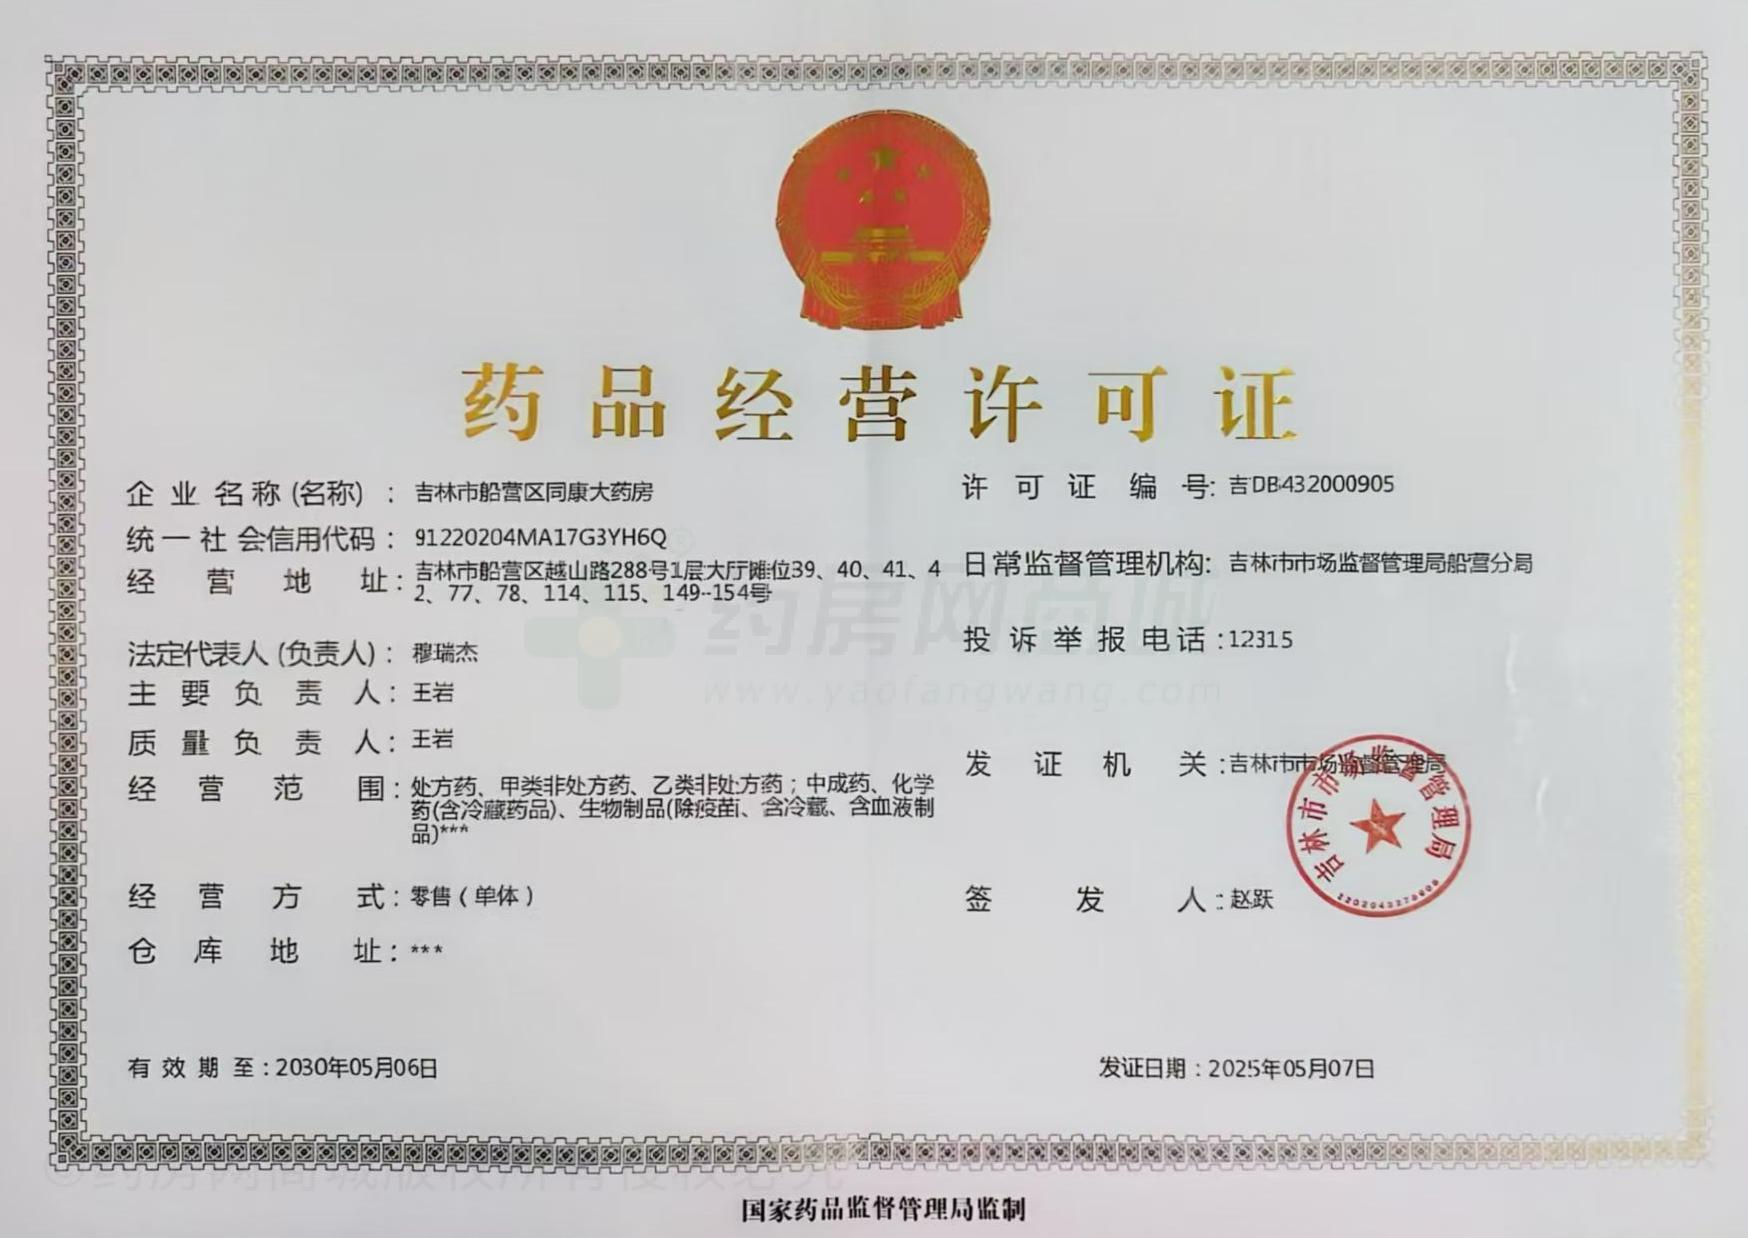 药品经营许可证
企业名称(名称)：吉林市船营区同康大药房
统一社会信用代码：91220204MA17G3YH6Q
经营地址：吉林市船营区越山路288号1层大厅摊位39、40、41、4
2、77、78、114、115、149--154号
法定代表人(负责人)：穆瑞杰
主要负责人：王岩
质量负责人：王岩
经营范围：处方药、甲类非处方药、乙类非处方药；中成药、化学
药(含冷藏药品)、生物制品(除疫苗、含冷藏、含血液制
品)***
经营方式：零售（单体）
仓库地址：***
有效期至：2030年05月06日
许可证编号：吉DB432000905
日常监督管理机构：吉林市市场监督管理局船营分局
投诉举报电话：12315
发证机关：吉林市市场监督管理局
吉林市市场监督管理局
签发人：赵跃
发证日期：2025年05月07日
药房网商城
www.yaofangwang.com
©药房网商城版权所有侵权必究
国家药品监督管理局监制